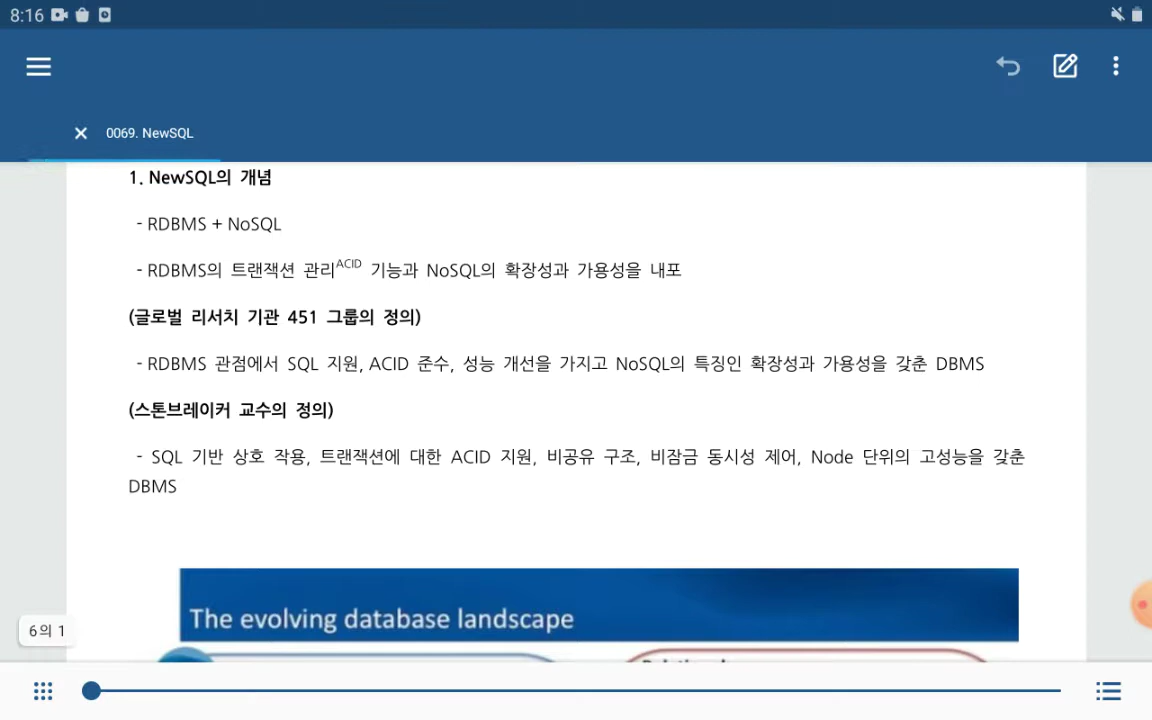 8:16
0069. NewSQL
1. NewSQL의 개념
- RDBMS + NoSQL
- RDBMS의 트랜잭션 관리ACID 기능과 NoSQL의 확장성과 가용성을 내포
(글로벌 리서치 기관 451 그룹의 정의)
- RDBMS 관점에서 SQL 지원, ACID 준수, 성능 개선을 가지고 NoSQL의 특징인 확장성과 가용성을 갖춘 DBMS
(스톤브레이커 교수의 정의)
- SQL 기반 상호 작용, 트랜잭션에 대한 ACID 지원, 비공유 구조, 비잠금 동시성 제어, Node 단위의 고성능을 갖춘
DBMS
The evolving database landscape
6의 1